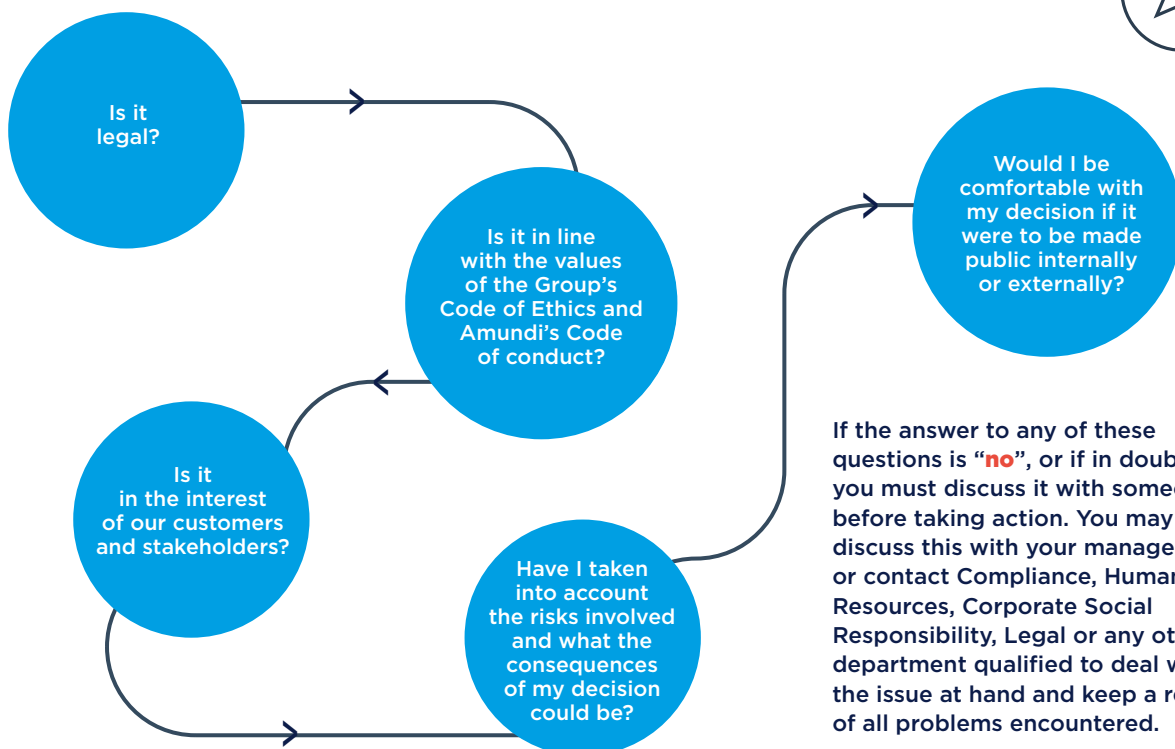 Is it
legal?
Is it in line
with the values
of the Group's
Code of Ethics and
Amundi's Code
of conduct?
Is it
in the interest
of our customers
and stakeholders?
Have I taken
into account
the risks involved
and what the
consequences
of my decision
could be?
Would I be
comfortable with
my decision if it
were to be made
public internally
or externally?
If the answer to any of these
questions is “no”, or if in
you must discuss it with
before taking action. You may
discuss this with your
or contact Compliance,
Resources, Corporate Social
Responsibility, Legal or any
department qualified to deal
the issue at hand and keep a
of all problems encountered.